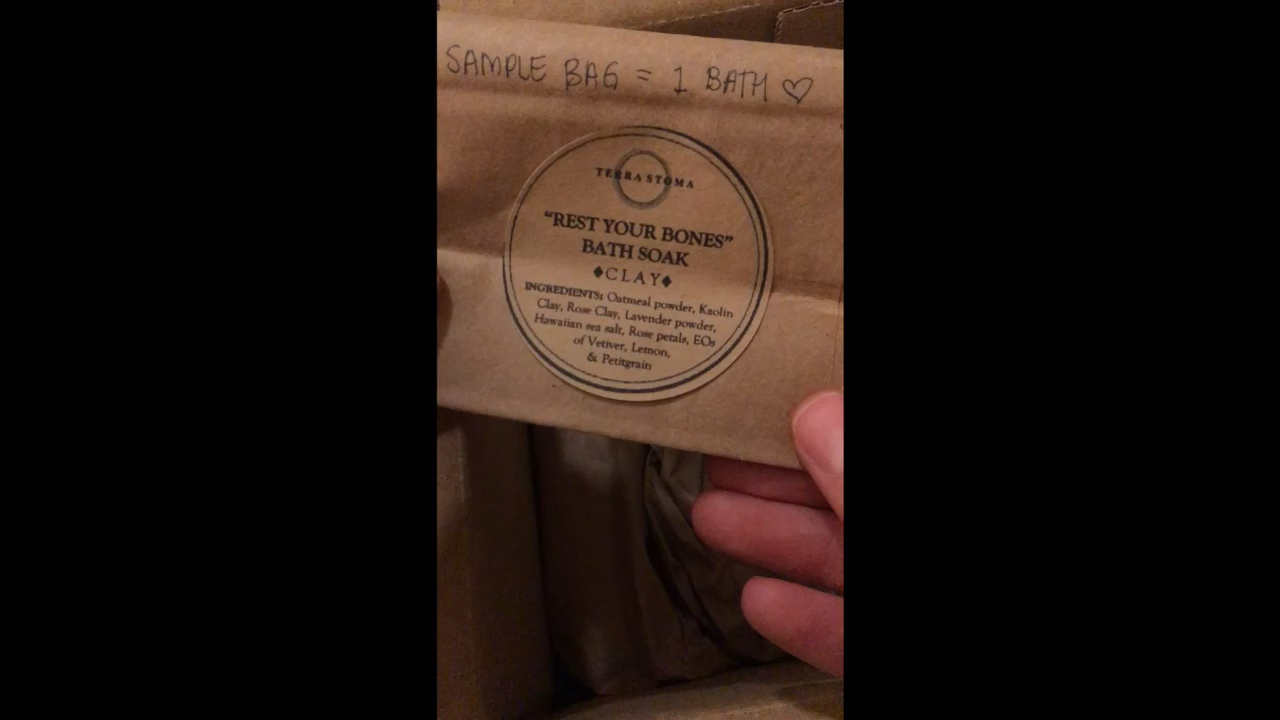 SAMPLE BAG = 1 BATH ♡
TERRA STOMA
“REST YOUR BONES”
BATH SOAK
♦CLAY♦
INGREDIENTS: Oatmeal powder, Kaolin
Clay, Rose Clay, Lavender powder,
Hawaiian sea salt, Rose petals, EOs
of Vetiver, Lemon,
& Petitgrain